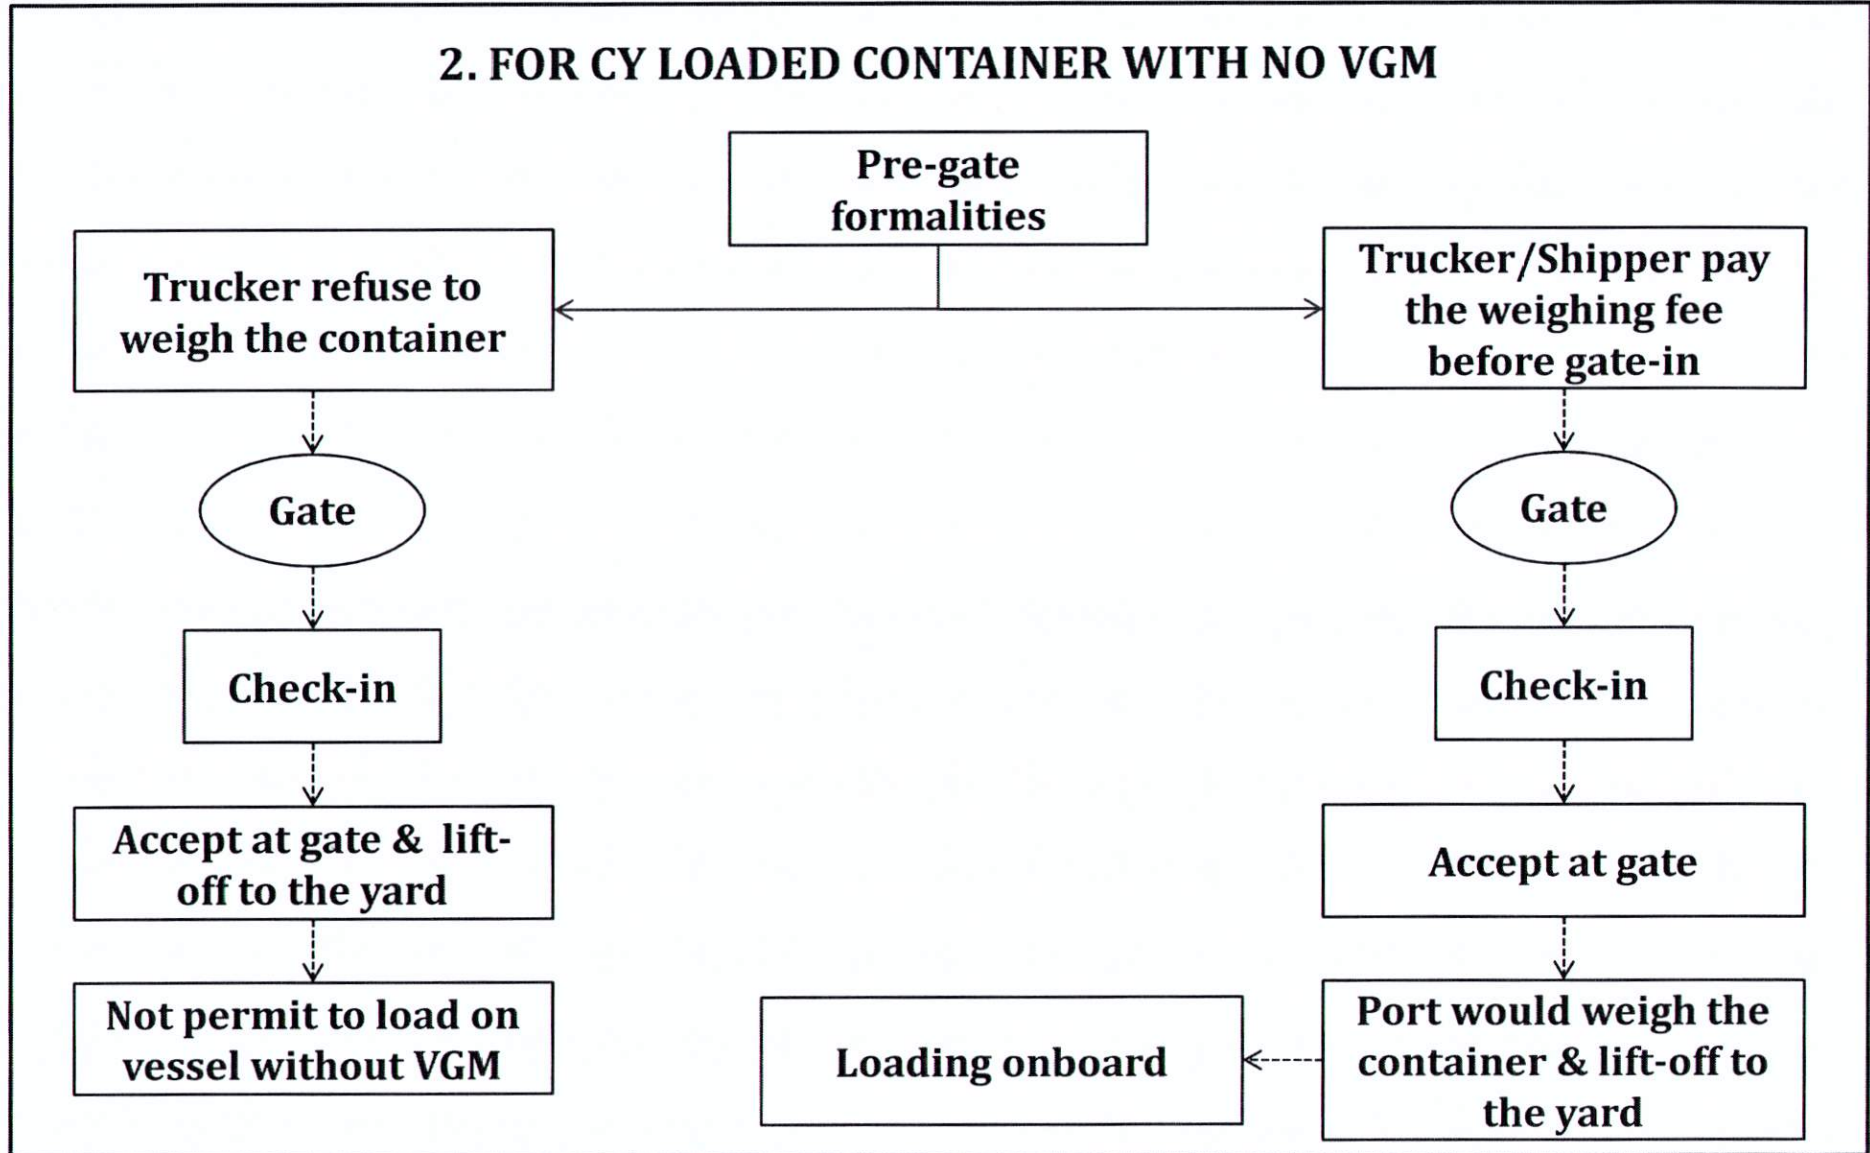 2. FOR CY LOADED CONTAINER WITH NO VGM
Pre-gate
formalities
Trucker refuse to
weigh the container
Trucker/Shipper pay
the weighing fee
before gate-in
Gate
Gate
Check-in
Check-in
Accept at gate &  lift-
off to the yard
Accept at gate
Not permit to load on
vessel without VGM
Loading onboard
Port would weigh the
container & lift-off to
the yard